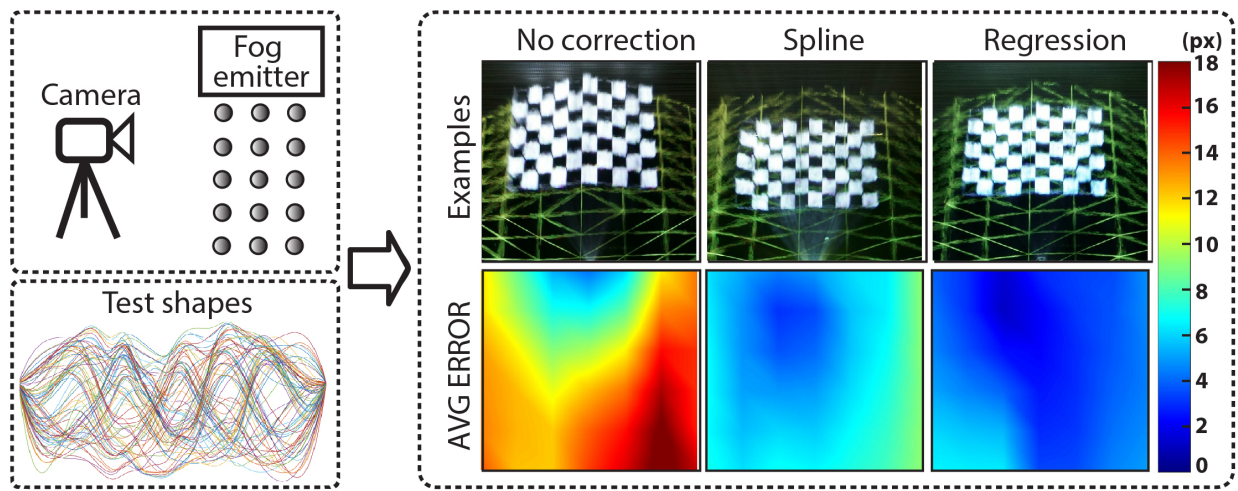 Fog
emitter
Camera
Test shapes
No correction
Spline
Regression
(px)
Examples
AVG ERROR
18
16
14
12
10
8
6
4
2
0